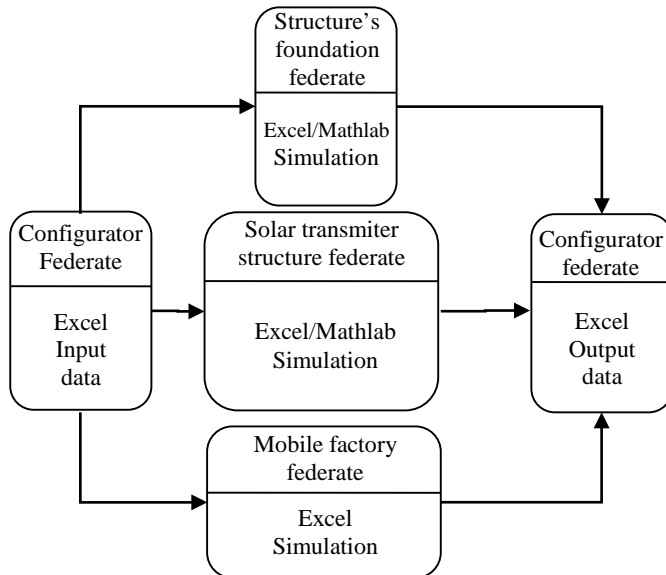 Structure’s
foundation
federate
Excel/Mathlab
Simulation
Configurator
Federate
Excel
Input
data
Solar transmiter
structure federate
Excel/Mathlab
Simulation
Configurator
federate
Excel
Output
data
Mobile factory
federate
Excel
Simulation